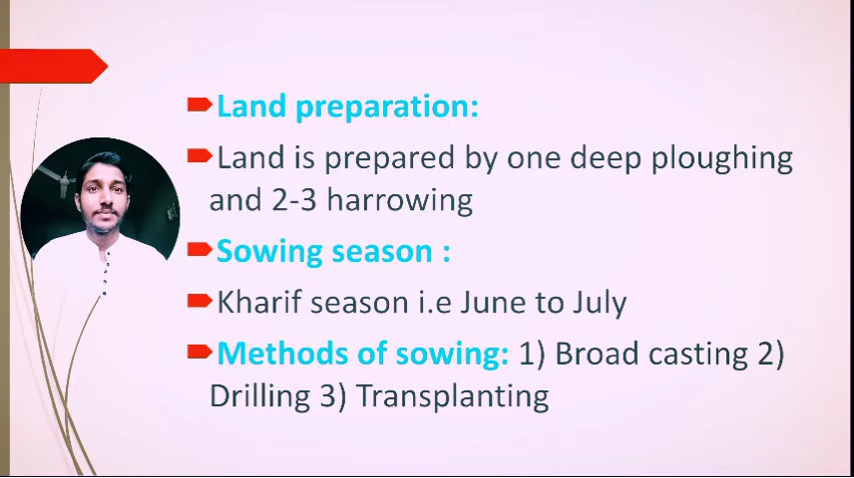 Land preparation:
Land is prepared by one deep ploughing
and 2-3 harrowing
Sowing season :
Kharif season i.e June to July
Methods of sowing: 1) Broad casting 2)
Drilling 3) Transplanting